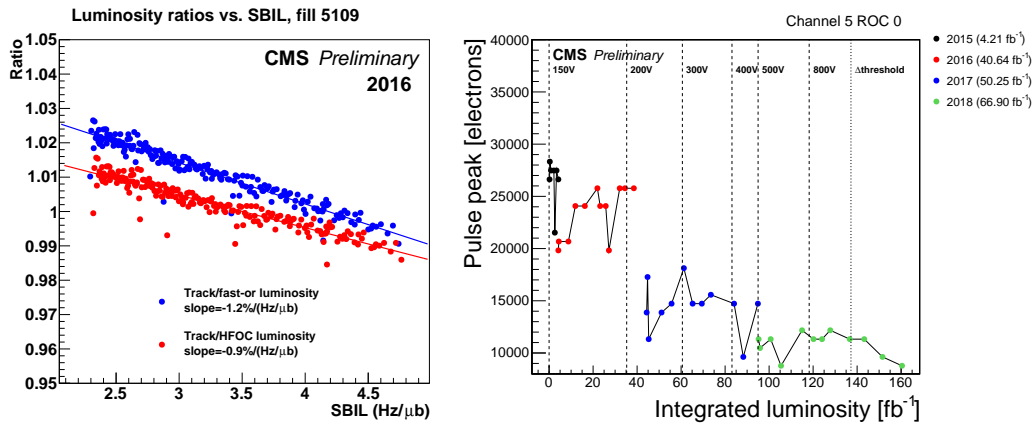 Luminosity ratios vs. SBIL, fill 5109
Ratio
1.05
1.04
1.03
1.02
1.01
1
0.99
0.98
0.97
0.96
0.95
CMS Preliminary
2016
Track/fast-or luminosity
slope=-1.2%/(Hz/μb)
Track/HFOC luminosity
slope=-0.9%/(Hz/μb)
2.5 3 3.5 4 4.5
SBIL (Hz/μb)
Channel 5 ROC 0
Pulse peak [electrons]
40000
35000
30000
25000
20000
15000
10000
CMS Preliminary
150V 200V 300V 400V 500V 800V Δthreshold
0 20 40 60 80 100 120 140 160
Integrated luminosity [fb⁻¹]
2015 (4.21 fb⁻¹)
2016 (40.64 fb⁻¹)
2017 (50.25 fb⁻¹)
2018 (66.90 fb⁻¹)